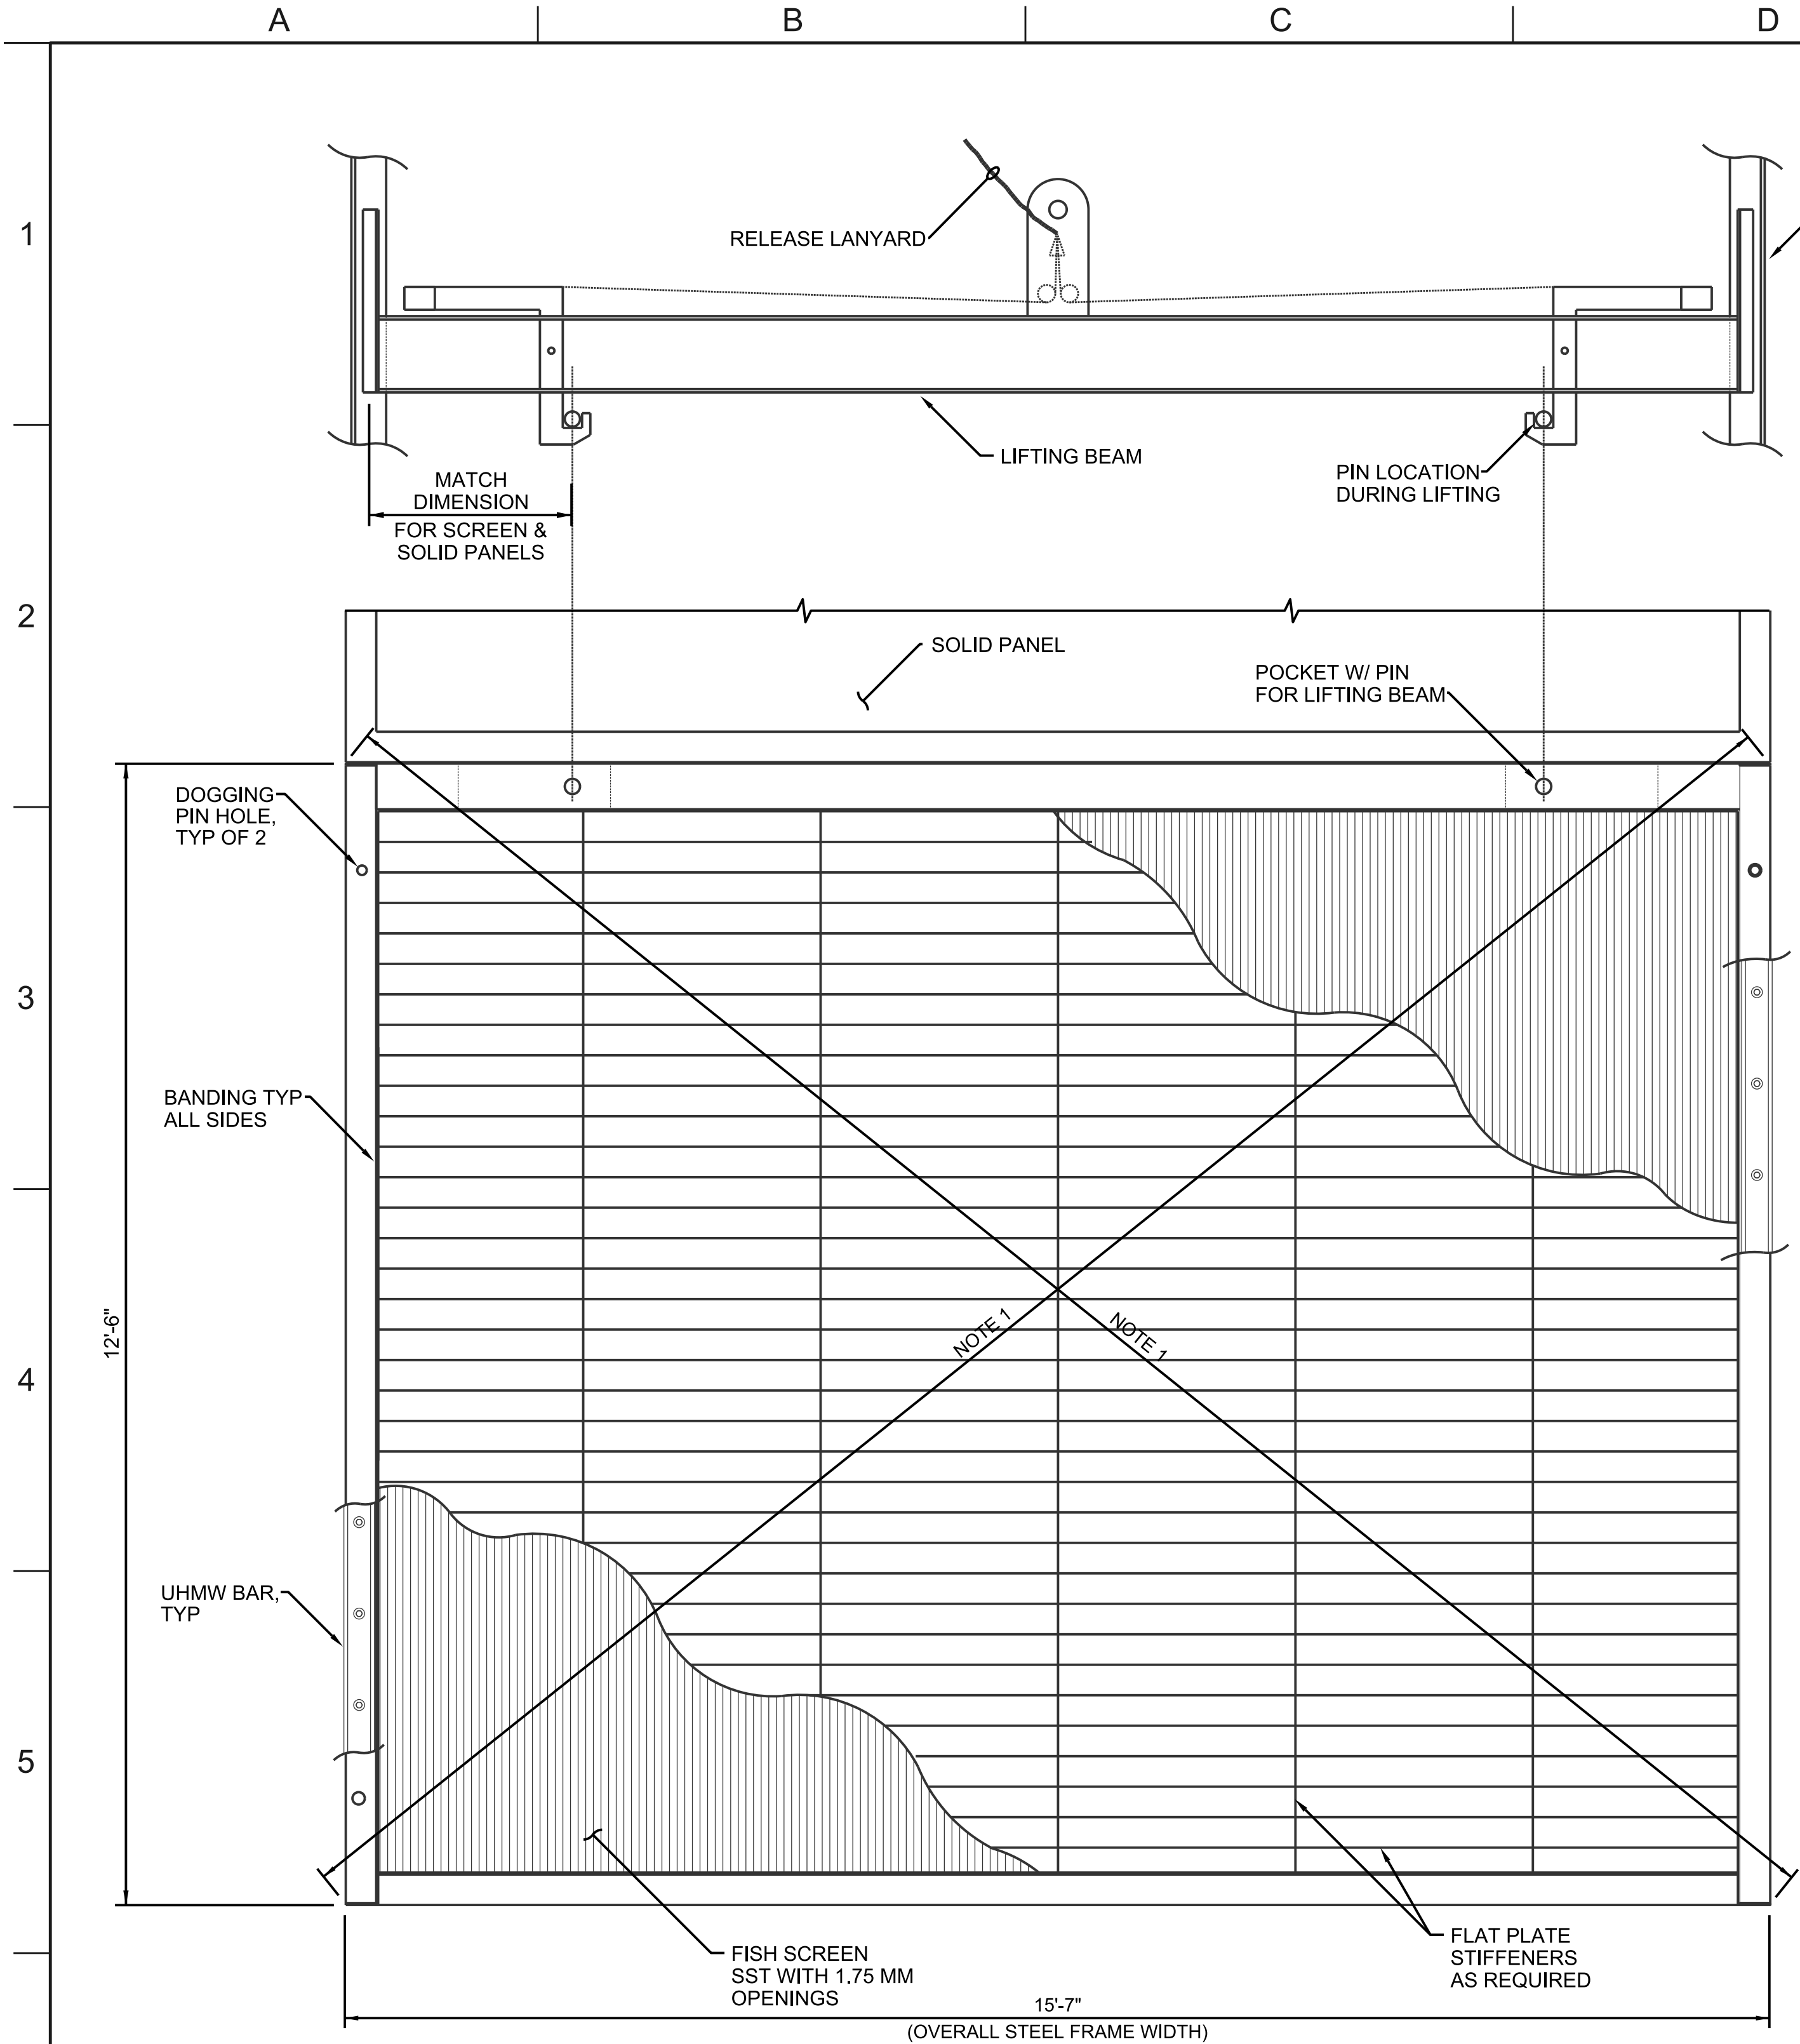 A
B
C
D
1
RELEASE LANYARD
LIFTING BEAM
PIN LOCATION
DURING LIFTING
MATCH
DIMENSION
FOR SCREEN &
SOLID PANELS
2
SOLID PANEL
POCKET W/ PIN
FOR LIFTING BEAM
DOGGING
PIN HOLE,
TYP OF 2
3
BANDING TYP
ALL SIDES
12'-6"
NOTE 1
NOTE 1
4
UHMW BAR,
TYP
5
FISH SCREEN
SST WITH 1.75 MM
OPENINGS
FLAT PLATE
STIFFENERS
AS REQUIRED
15'-7"
(OVERALL STEEL FRAME WIDTH)